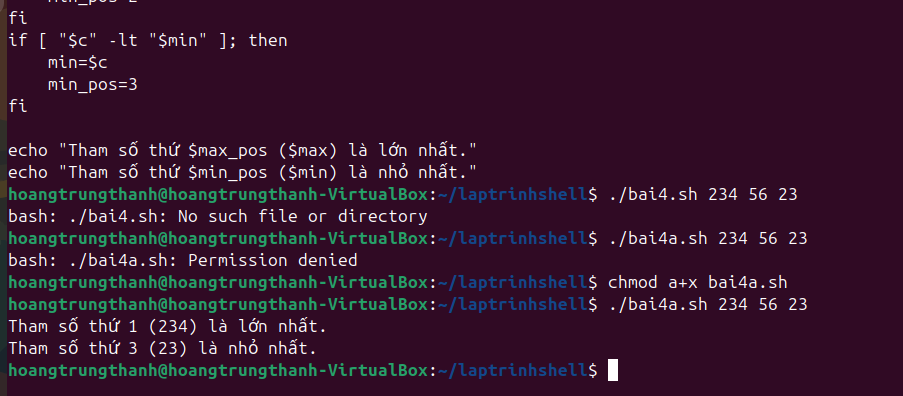 min_pos=2
fi
if [ "$c" -lt "$min" ]; then
    min=$c
    min_pos=3
fi

echo "Tham số thứ $max_pos ($max) là lớn nhất."
echo "Tham số thứ $min_pos ($min) là nhỏ nhất."
hoangtrungthanh@hoangtrungthanh-VirtualBox:~/laptrinhshell$ ./bai4.sh 234 56 23
bash: ./bai4.sh: No such file or directory
hoangtrungthanh@hoangtrungthanh-VirtualBox:~/laptrinhshell$ ./bai4a.sh 234 56 23
bash: ./bai4a.sh: Permission denied
hoangtrungthanh@hoangtrungthanh-VirtualBox:~/laptrinhshell$ chmod a+x bai4a.sh
hoangtrungthanh@hoangtrungthanh-VirtualBox:~/laptrinhshell$ ./bai4a.sh 234 56 23
Tham số thứ 1 (234) là lớn nhất.
Tham số thứ 3 (23) là nhỏ nhất.
hoangtrungthanh@hoangtrungthanh-VirtualBox:~/laptrinhshell$